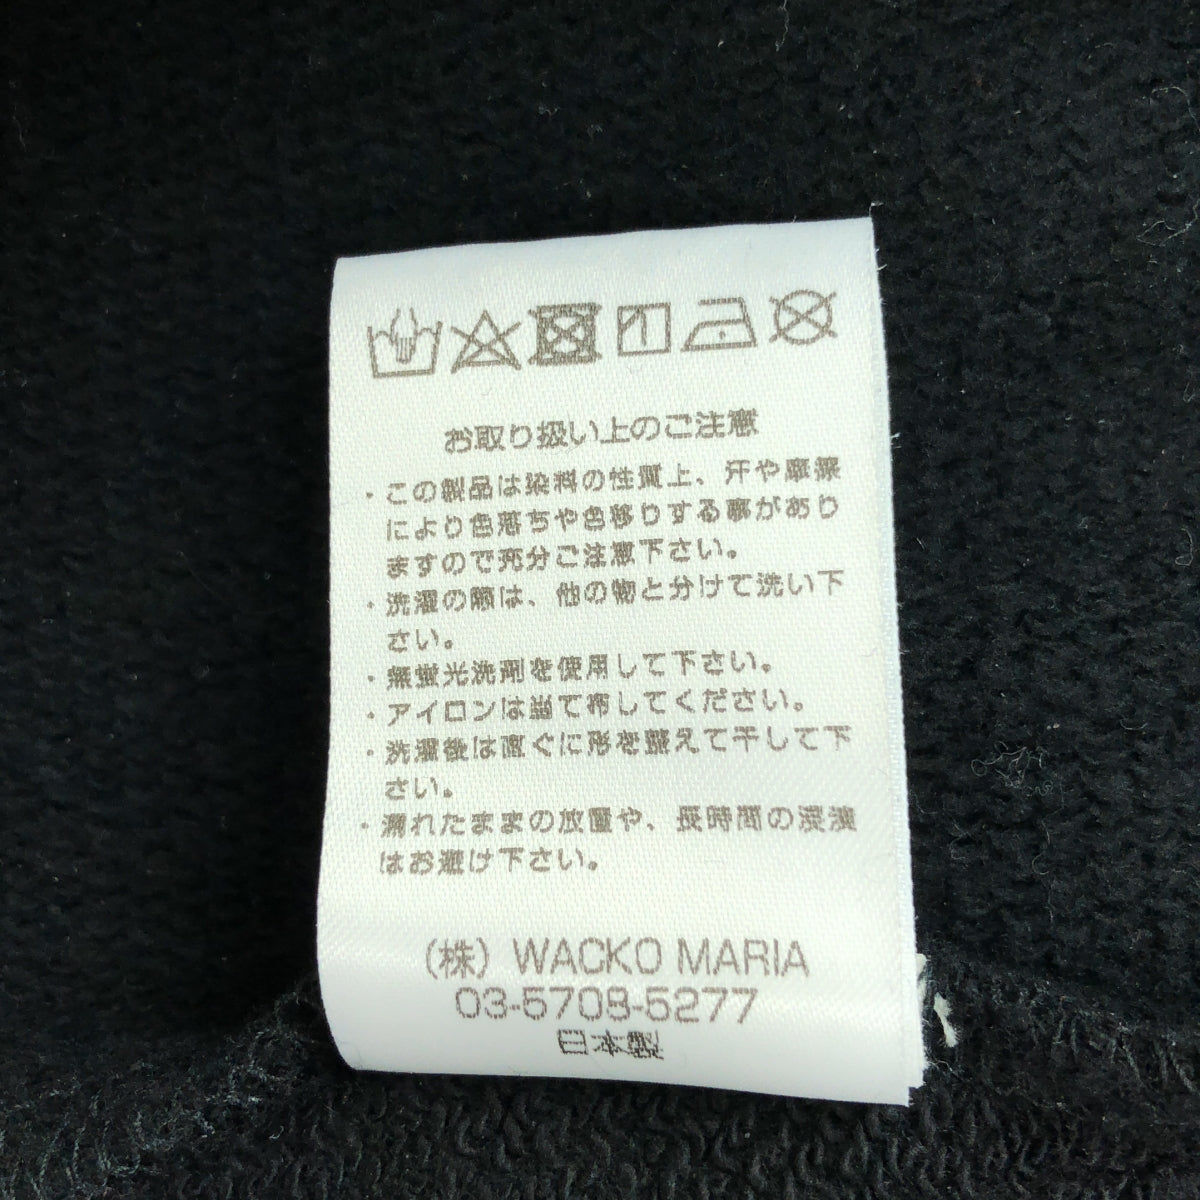 お取り扱い上のご注意
・この製品は染料の性質上、汗や摩擦
により色落ちや色移りする事があり
ますので充分ご注意下さい。
・洗濯の際は、他の物と分けて洗い下
さい。
・無蛍光洗剤を使用して下さい。
・アイロンは当て布してください。
・洗濯後は直ぐに形を整えて干して下
さい。
・濡れたままの放置や、長時間の浸漬
はお避け下さい。
(株) WACKO MARIA
03-5708-5277
日本製